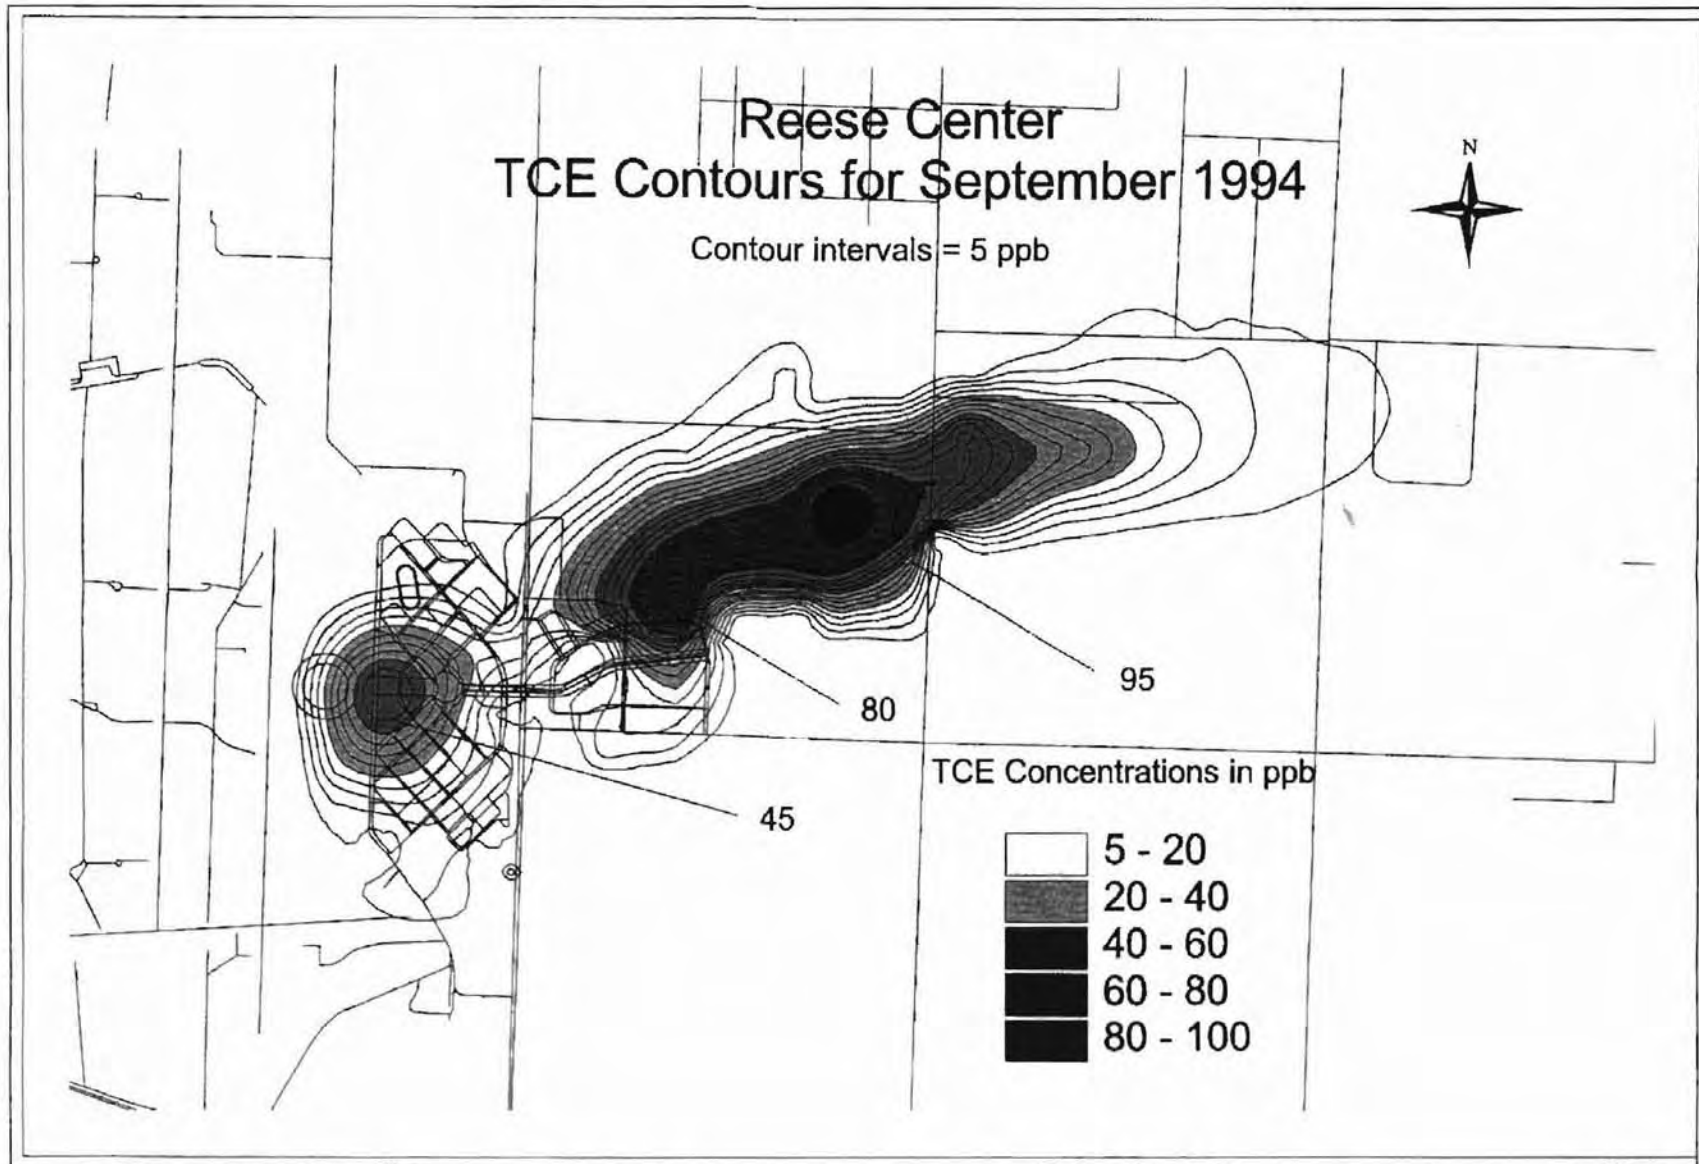 Reese Center
TCE Contours for September 1994
Contour intervals = 5 ppb
N
95
80
45
TCE Concentrations in ppb
5 - 20
20 - 40
40 - 60
60 - 80
80 - 100